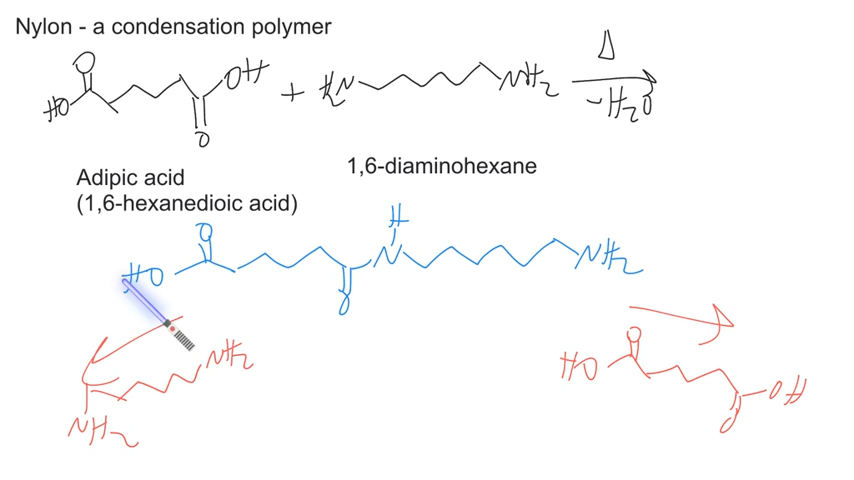 Nylon - a condensation polymer
O
OH
Δ
HO
+
H₂N
NH₂
-H₂O
O
1,6-diaminohexane
Adipic acid
(1,6-hexanedioic acid)
H
O
N
NH₂
HO
O
O
NH₂
HO
OH
O
NH₂